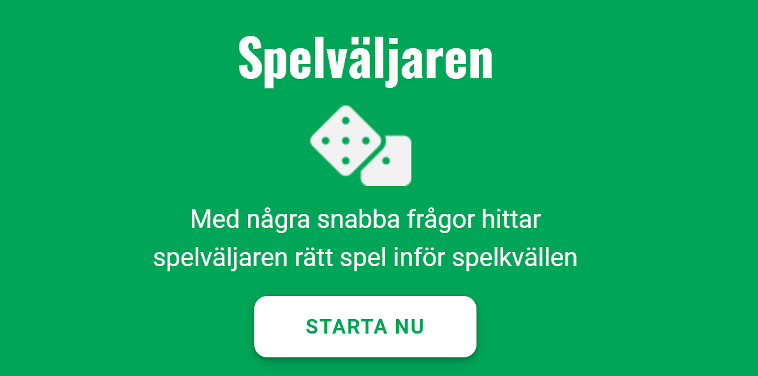 Spelväljaren
Med några snabba frågor hittar
spelväljaren rätt spel inför spelkvällen
STARTA NU